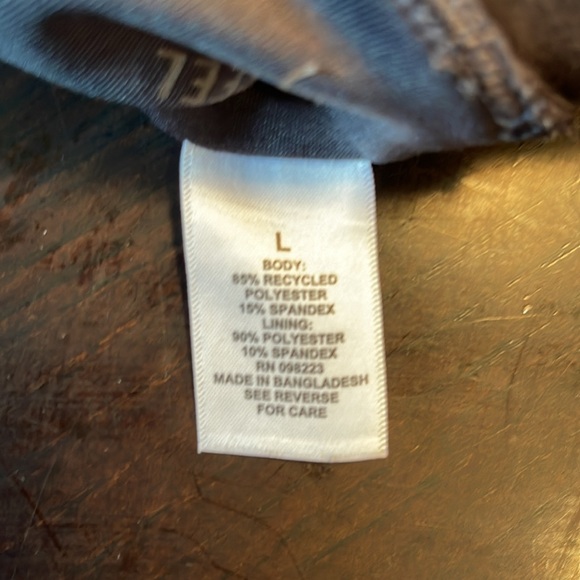 L
BODY:
85% RECYCLED
POLYESTER
15% SPANDEX
LINING:
90% POLYESTER
10% SPANDEX
RN 098223
MADE IN BANGLADESH
SEE REVERSE
FOR CARE